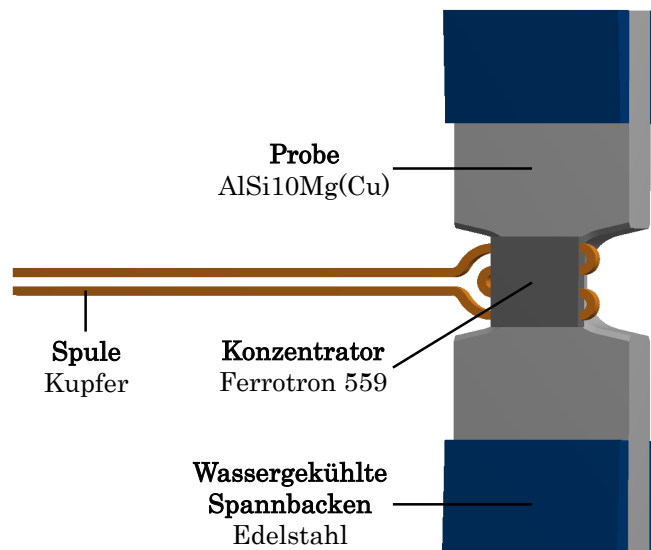 Probe
AlSi10Mg(Cu)
Spule
Kupfer
Konzentrator
Ferrotron 559
Wassergekühlte
Spannbacken
Edelstahl